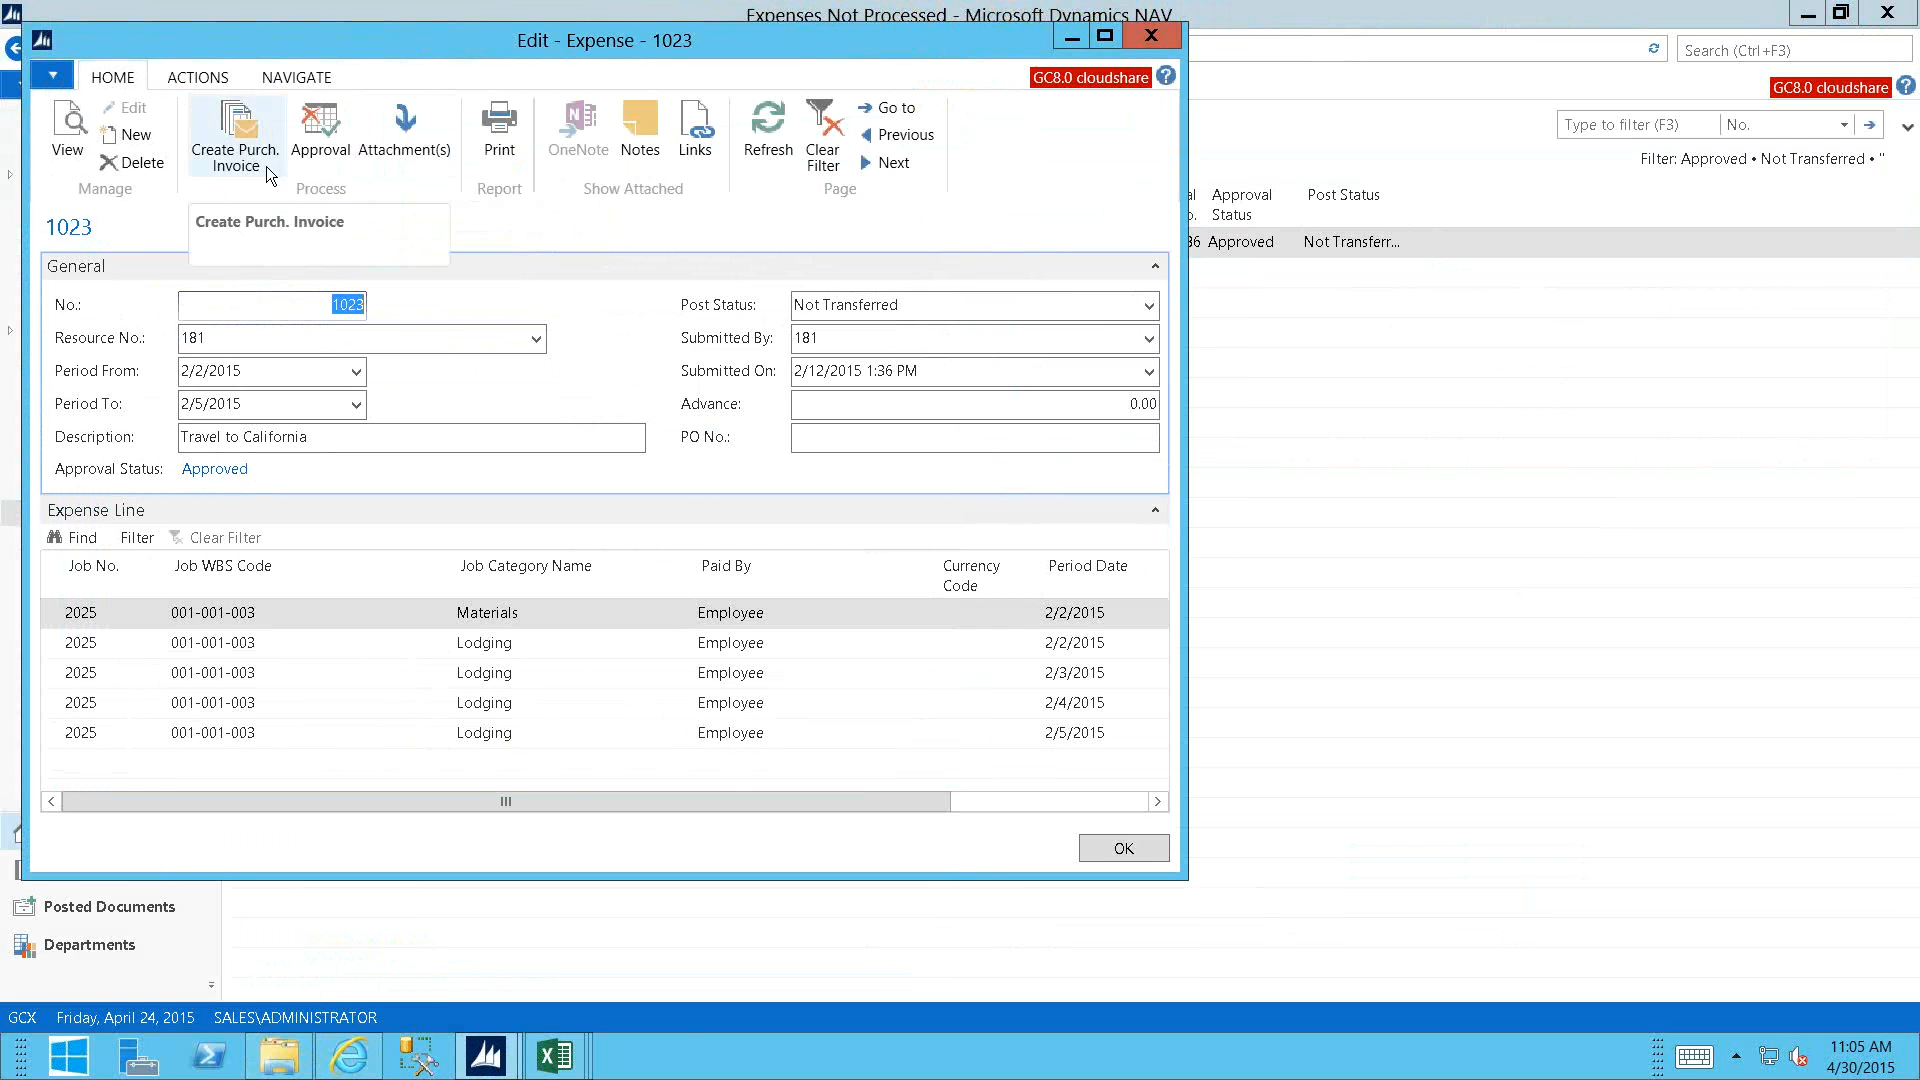 Expenses Not Processed - Microsoft Dynamics NAV
Edit - Expense - 1023
Search (Ctrl+F3)
HOME ACTIONS NAVIGATE
GC8.0 cloudshare
GC8.0 cloudshare
View
Edit
New
Delete
Manage
Create Purch. Invoice
Approval
Attachment(s)
Process
Print
Report
OneNote
Notes
Links
Show Attached
Refresh
Clear Filter
Go to
Previous
Next
Page
Type to filter (F3) No.
Filter: Approved • Not Transferred • ''
Approval Status
Post Status
Approved Not Transferr...
1023
Create Purch. Invoice
General
No.: 1023
Post Status: Not Transferred
Resource No.: 181
Submitted By: 181
Period From: 2/2/2015
Submitted On: 2/12/2015 1:36 PM
Period To: 2/5/2015
Advance: 0.00
Description: Travel to California
PO No.:
Approval Status: Approved
Expense Line
Find Filter Clear Filter
Job No. Job WBS Code Job Category Name Paid By Currency Code Period Date
2025 001-001-003 Materials Employee 2/2/2015
2025 001-001-003 Lodging Employee 2/2/2015
2025 001-001-003 Lodging Employee 2/3/2015
2025 001-001-003 Lodging Employee 2/4/2015
2025 001-001-003 Lodging Employee 2/5/2015
OK
Posted Documents
Departments
GCX Friday, April 24, 2015 SALES\ADMINISTRATOR
11:05 AM
4/30/2015